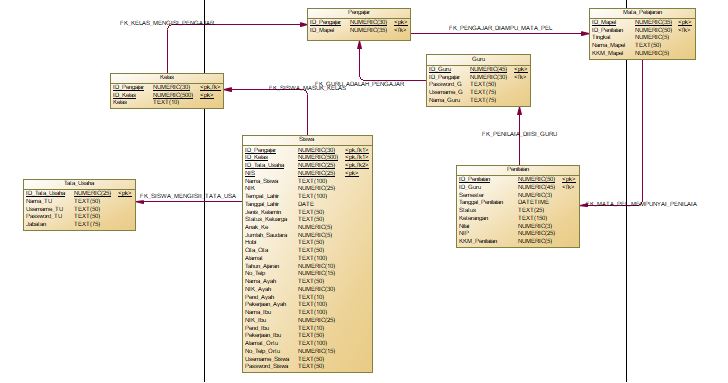 Pengajar
ID_Pengajar NUMERIC(30) <pk>
ID_Mapel NUMERIC(35) <fk>
FK_KELAS_MENGISI_PENGAJAR
FK_PENGAJAR_DIAMPU_MATA_PEL
Mata_Pelajaran
ID_Mapel NUMERIC(35) <pk>
ID_Penilaian NUMERIC(50) <fk>
Tingkat NUMERIC(5)
Nama_Mapel TEXT(50)
KKM_Mapel NUMERIC(5)
Guru
ID_Guru NUMERIC(45) <pk>
ID_Pengajar NUMERIC(30) <fk>
Password_G TEXT(50)
Username_G TEXT(75)
Nama_Guru TEXT(75)
Kelas
ID_Pengajar NUMERIC(30) <pk,fk>
ID_Kelas NUMERIC(500) <pk>
Kelas TEXT(10)
FK_GURU_ADALAH_PENGAJAR
FK_SISWA_MASUK_KELAS
FK_PENILAIA_DIISI_GURU
Siswa
ID_Pengajar NUMERIC(30) <pk,fk1>
ID_Kelas NUMERIC(500) <pk,fk1>
ID_Tata_Usaha NUMERIC(25) <pk,fk2>
NIS NUMERIC(25) <pk>
Nama_Siswa TEXT(100)
NIK NUMERIC(25)
Tempat_Lahir TEXT(100)
Tanggal_Lahir DATE
Jenis_Kelamin TEXT(50)
Status_Keluarga TEXT(50)
Anak_Ke NUMERIC(5)
Jumlah_Saudara NUMERIC(5)
Hobi TEXT(50)
Cita_Cita TEXT(50)
Alamat TEXT(100)
Tahun_Ajaran NUMERIC(10)
No_Telp NUMERIC(15)
Nama_Ayah TEXT(50)
NIK_Ayah NUMERIC(30)
Pend_Ayah TEXT(10)
Pekerjaan_Ayah TEXT(100)
Nama_Ibu TEXT(100)
NIK_Ibu NUMERIC(25)
Pend_Ibu TEXT(10)
Pekerjaan_Ibu TEXT(50)
Alamat_Ortu TEXT(100)
No_Telp_Ortu NUMERIC(15)
Username_Siswa TEXT(50)
Password_Siswa TEXT(50)
Penilaian
ID_Penilaian NUMERIC(50) <pk>
ID_Guru NUMERIC(45) <fk>
Semester NUMERIC(3)
Tanggal_Penilaian DATETIME
Status TEXT(25)
Keterangan TEXT(150)
Nilai NUMERIC(3)
NIP NUMERIC(25)
KKM_Penilaian NUMERIC(5)
Tata_Usaha
ID_Tata_Usaha NUMERIC(25) <pk>
Nama_TU TEXT(50)
Username_TU TEXT(50)
Password_TU TEXT(50)
Jabatan TEXT(75)
FK_SISWA_MENGISII_TATA_USA
FK_MATA_PEL_MEMPUNYAI_PENILAIA